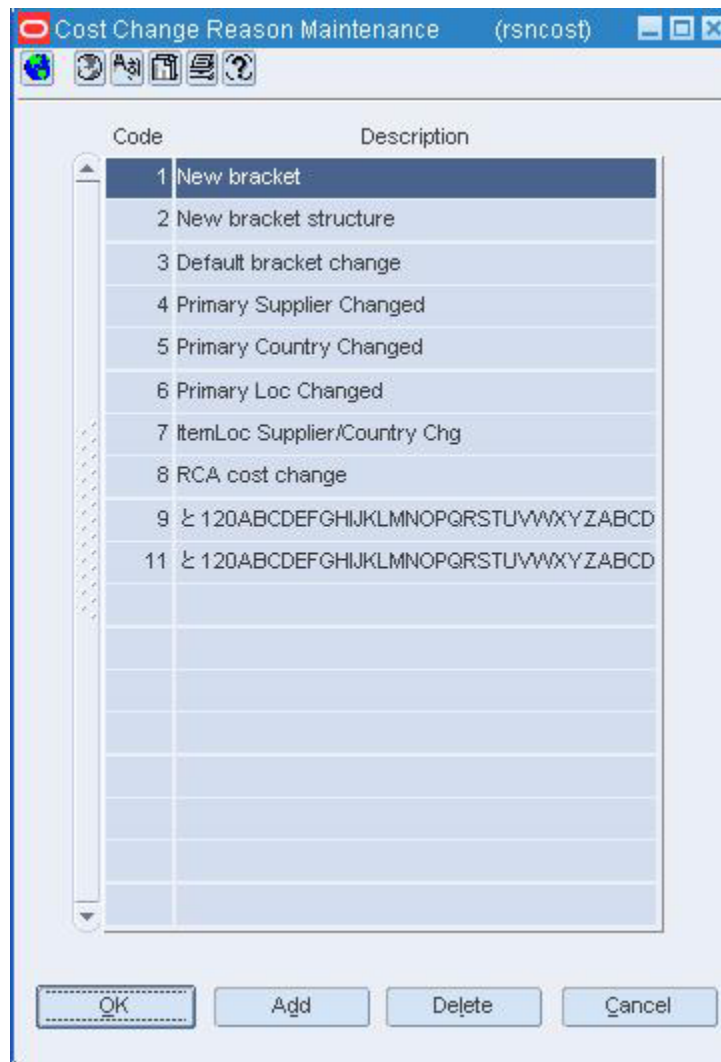 Cost Change Reason Maintenance (rsncost)
Code Description
1 New bracket
2 New bracket structure
3 Default bracket change
4 Primary Supplier Changed
5 Primary Country Changed
6 Primary Loc Changed
7 ItemLoc Supplier/Country Chg
8 RCA cost change
9 と120ABCDEFGHIJKLMNOPQRSTUVWXYZABCD
11 と120ABCDEFGHIJKLMNOPQRSTUVWXYZABCD
OK Add Delete Cancel